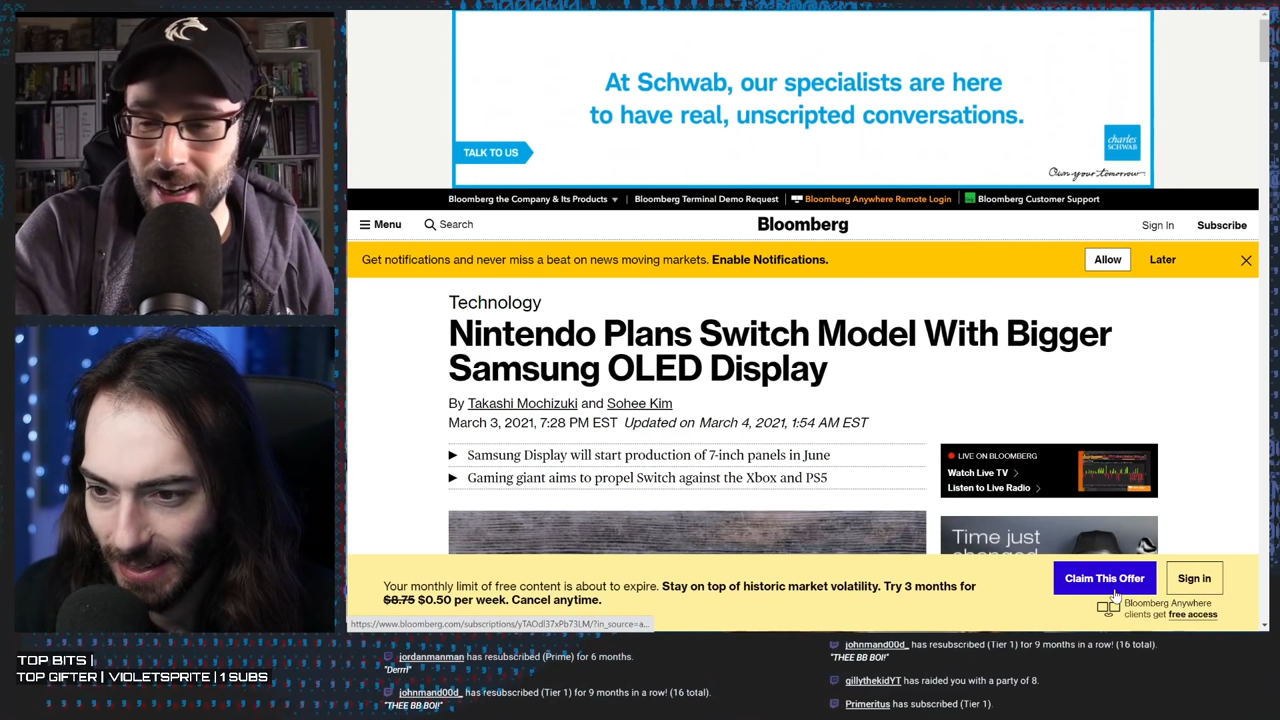 At Schwab, our specialists are here
to have real, unscripted conversations.
TALK TO US
charles
SCHWAB
Own your tomorrow.
Bloomberg the Company & Its Products
Bloomberg Terminal Demo Request
Bloomberg Anywhere Remote Login
Bloomberg Customer Support
Menu
Search
Bloomberg
Sign In
Subscribe
Get notifications and never miss a beat on news moving markets. Enable Notifications.
Allow
Later
Technology
Nintendo Plans Switch Model With Bigger
Samsung OLED Display
By Takashi Mochizuki and Sohee Kim
March 3, 2021, 7:28 PM EST Updated on March 4, 2021, 1:54 AM EST
Samsung Display will start production of 7-inch panels in June
Gaming giant aims to propel Switch against the Xbox and PS5
LIVE ON BLOOMBERG
Watch Live TV
Listen to Live Radio
Time just
changed
Your monthly limit of free content is about to expire. Stay on top of historic market volatility. Try 3 months for
$8.75 $0.50 per week. Cancel anytime.
Claim This Offer
Sign in
Bloomberg Anywhere
clients get free access
https://www.bloomberg.com/subscriptions/yTAOdl37xPb73LM/?in_source=a...
TOP BITS |
TOP GIFTER | VIOLETSPRITE | 1 SUBS
jordanmanman has resubscribed (Prime) for 6 months.
"Derrrl"
johnmand00d_ has resubscribed (Tier 1) for 9 months in a row! (16 total).
"THEE BB BOI!"
johnmand00d_ has resubscribed (Tier 1) for 9 months in a row! (16 total).
"THEE BB BOI!"
gillythekidYT has raided you with a party of 8.
Primeritus has subscribed (Tier 1).